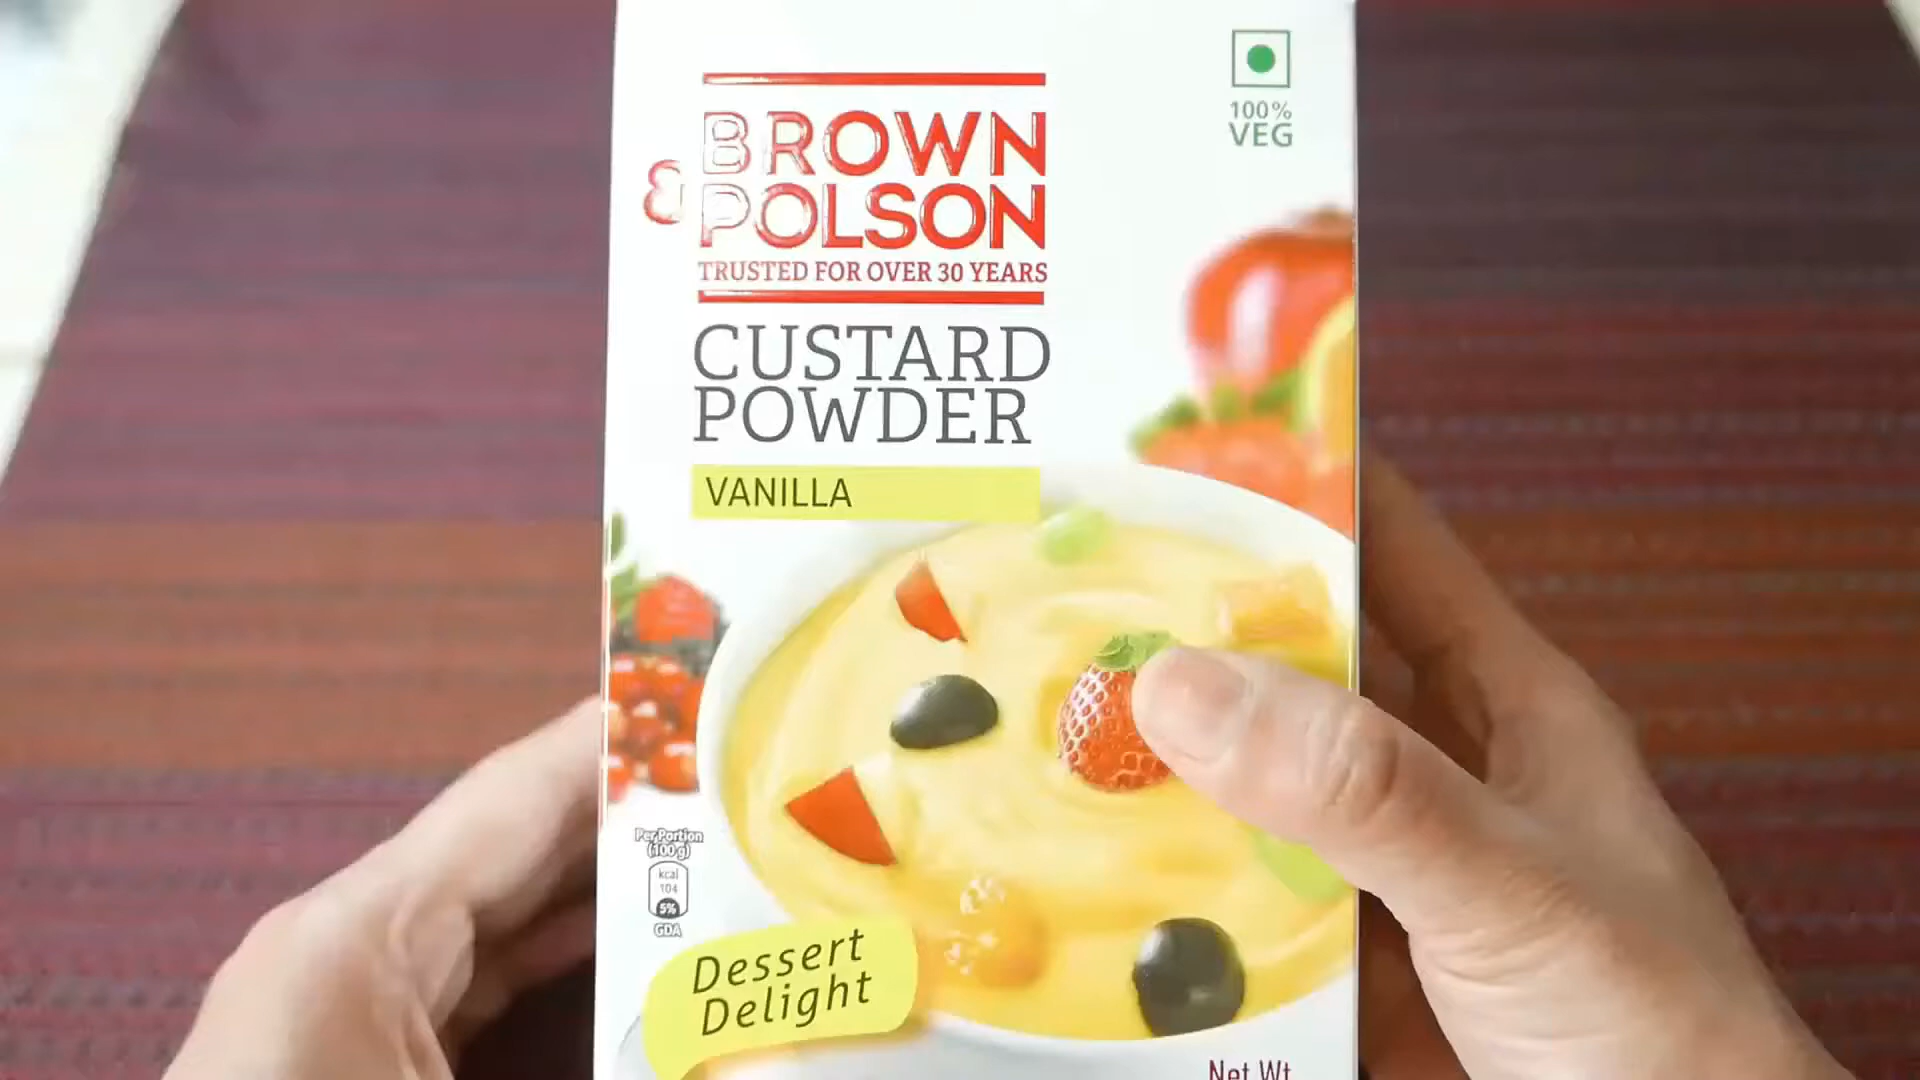 100%
VEG
BROWN
& POLSON
TRUSTED FOR OVER 30 YEARS
CUSTARD
POWDER
VANILLA
Per Portion
(100 g)
kcal
104
5%
GDA
Dessert
Delight
Net Wt